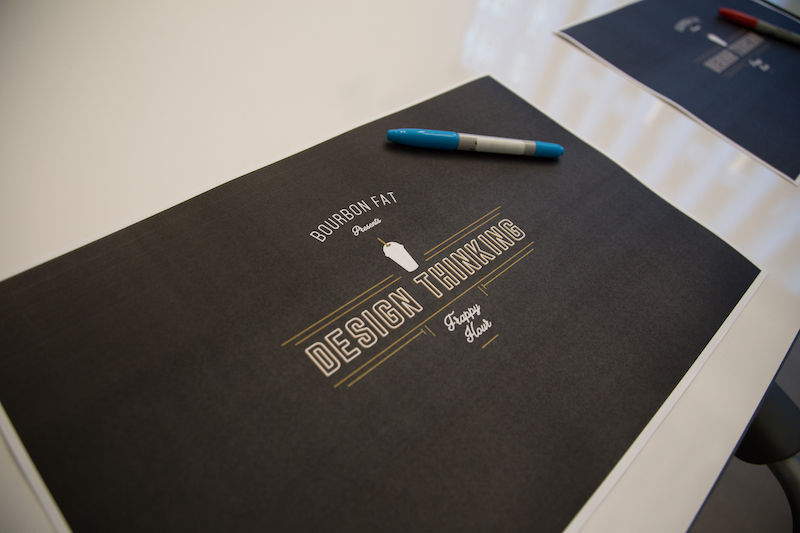 BOURBON FAT
Presents
DESIGN THINKING
Frappy
Hour